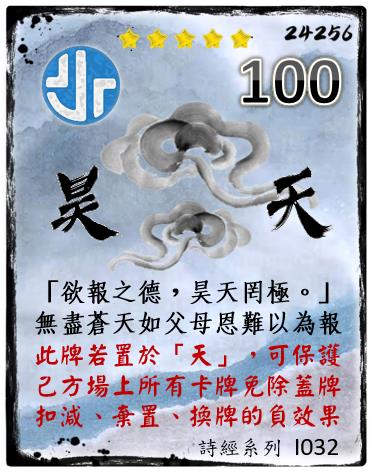 24256
100
昊 天
「欲報之德，昊天罔極。」
無盡蒼天如父母恩難以為報
此牌若置於「天」，可保護
己方場上所有卡牌免除蓋牌
扣減、棄置、換牌的負效果
詩經系列 I032